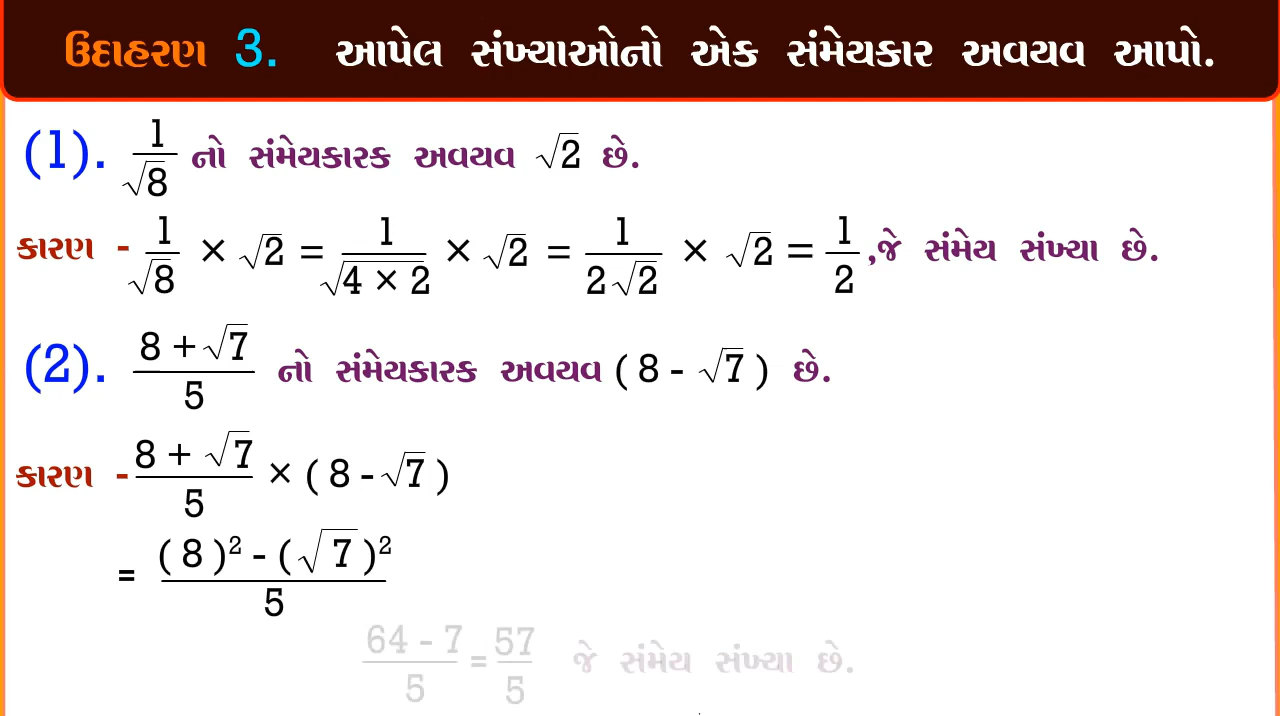 ઉદાહરણ 3. આપેલ સંખ્યાઓનો એક સંમેયકાર અવયવ આપો.
(1). 1/√8 નો સંમેયકારક અવયવ √2 છે.
કારણ - 1/√8 × √2 = 1/√(4 × 2) × √2 = 1/2√2 × √2 = 1/2 ,જે સંમેય સંખ્યા છે.
(2). (8 + √7)/5 નો સંમેયકારક અવયવ ( 8 - √7 ) છે.
કારણ - (8 + √7)/5 × ( 8 - √7 )
= (( 8 )² - ( √7 )²)/5
(64 - 7)/5 = 57/5 જે સંમેય સંખ્યા છે.